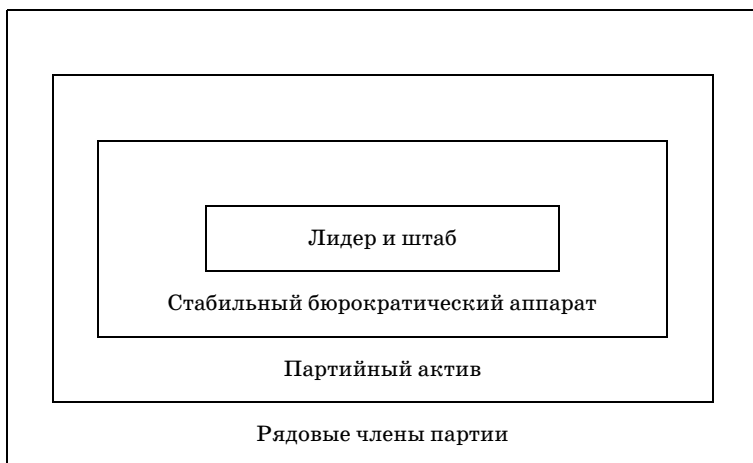 Лидер и штаб
Стабильный бюрократический аппарат
Партийный актив
Рядовые члены партии